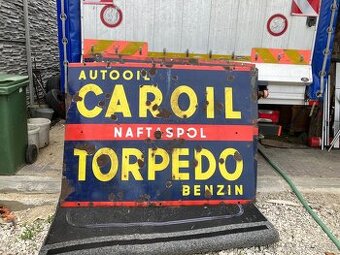 AUTOOIL
CAROIL
NAFTASPOL
TORPEDO
BENZIN